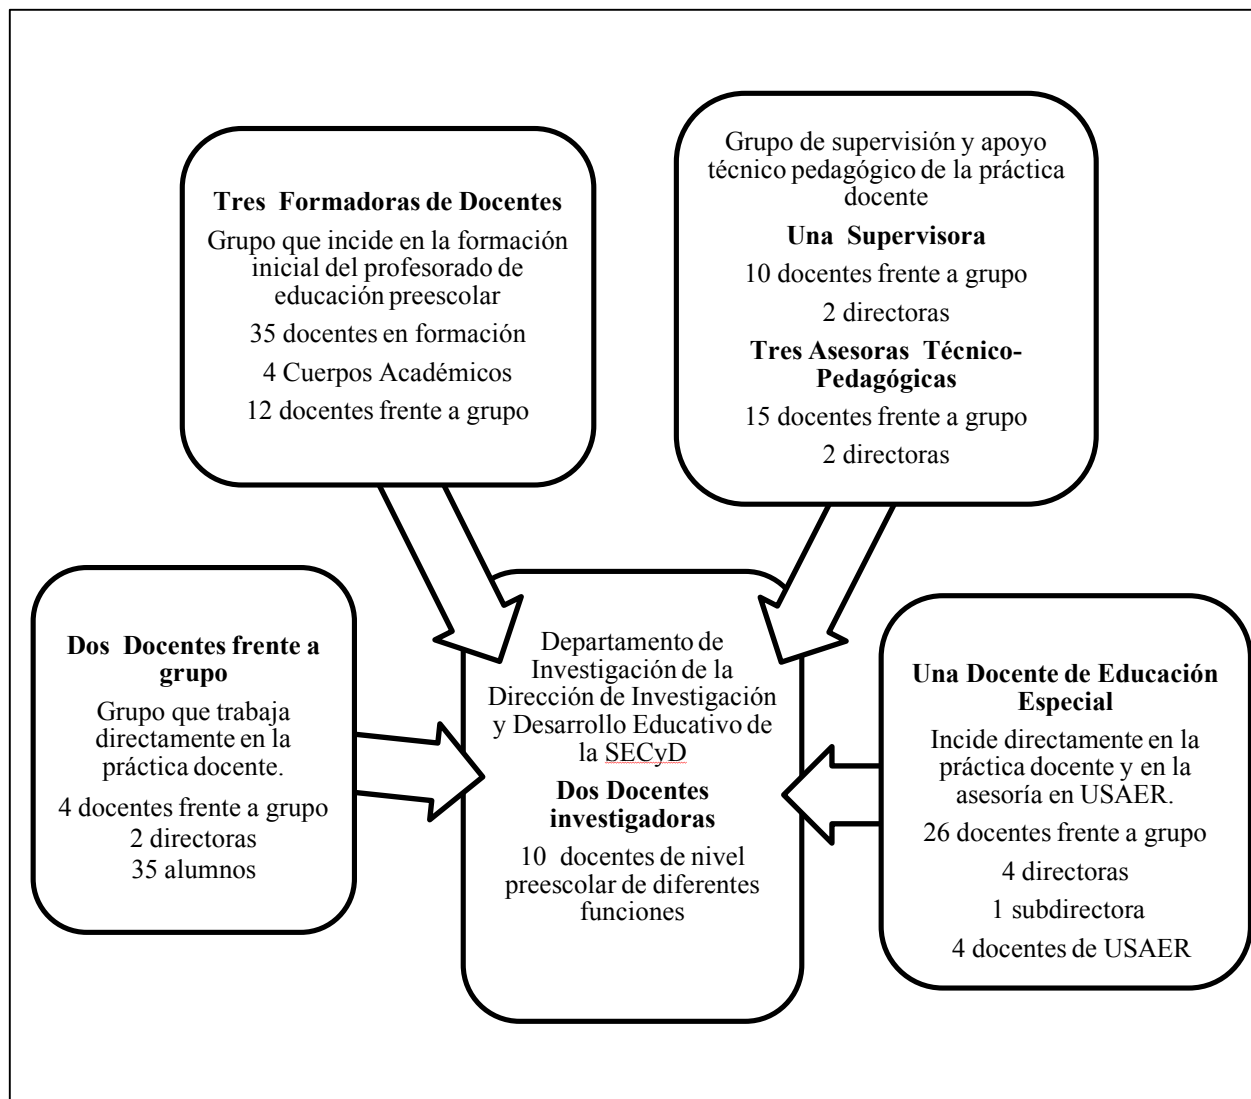 Tres Formadoras de Docentes
Grupo que incide en la formación
inicial del profesorado de
educación preescolar
35 docentes en formación
4 Cuerpos Académicos
12 docentes frente a grupo
Grupo de supervisión y apoyo
técnico pedagógico de la práctica
docente
Una Supervisora
10 docentes frente a grupo
2 directoras
Tres Asesoras Técnico-
Pedagógicas
15 docentes frente a grupo
2 directoras
Dos Docentes frente a
grupo
Grupo que trabaja
directamente en la
práctica docente.
4 docentes frente a grupo
2 directoras
35 alumnos
Departamento de
Investigación de la
Dirección de Investigación
y Desarrollo Educativo de
la SECyD
Dos Docentes
investigadoras
10 docentes de nivel
preescolar de diferentes
funciones
Una Docente de Educación
Especial
Incide directamente en la
práctica docente y en la
asesoría en USAER.
26 docentes frente a grupo
4 directoras
1 subdirectora
4 docentes de USAER